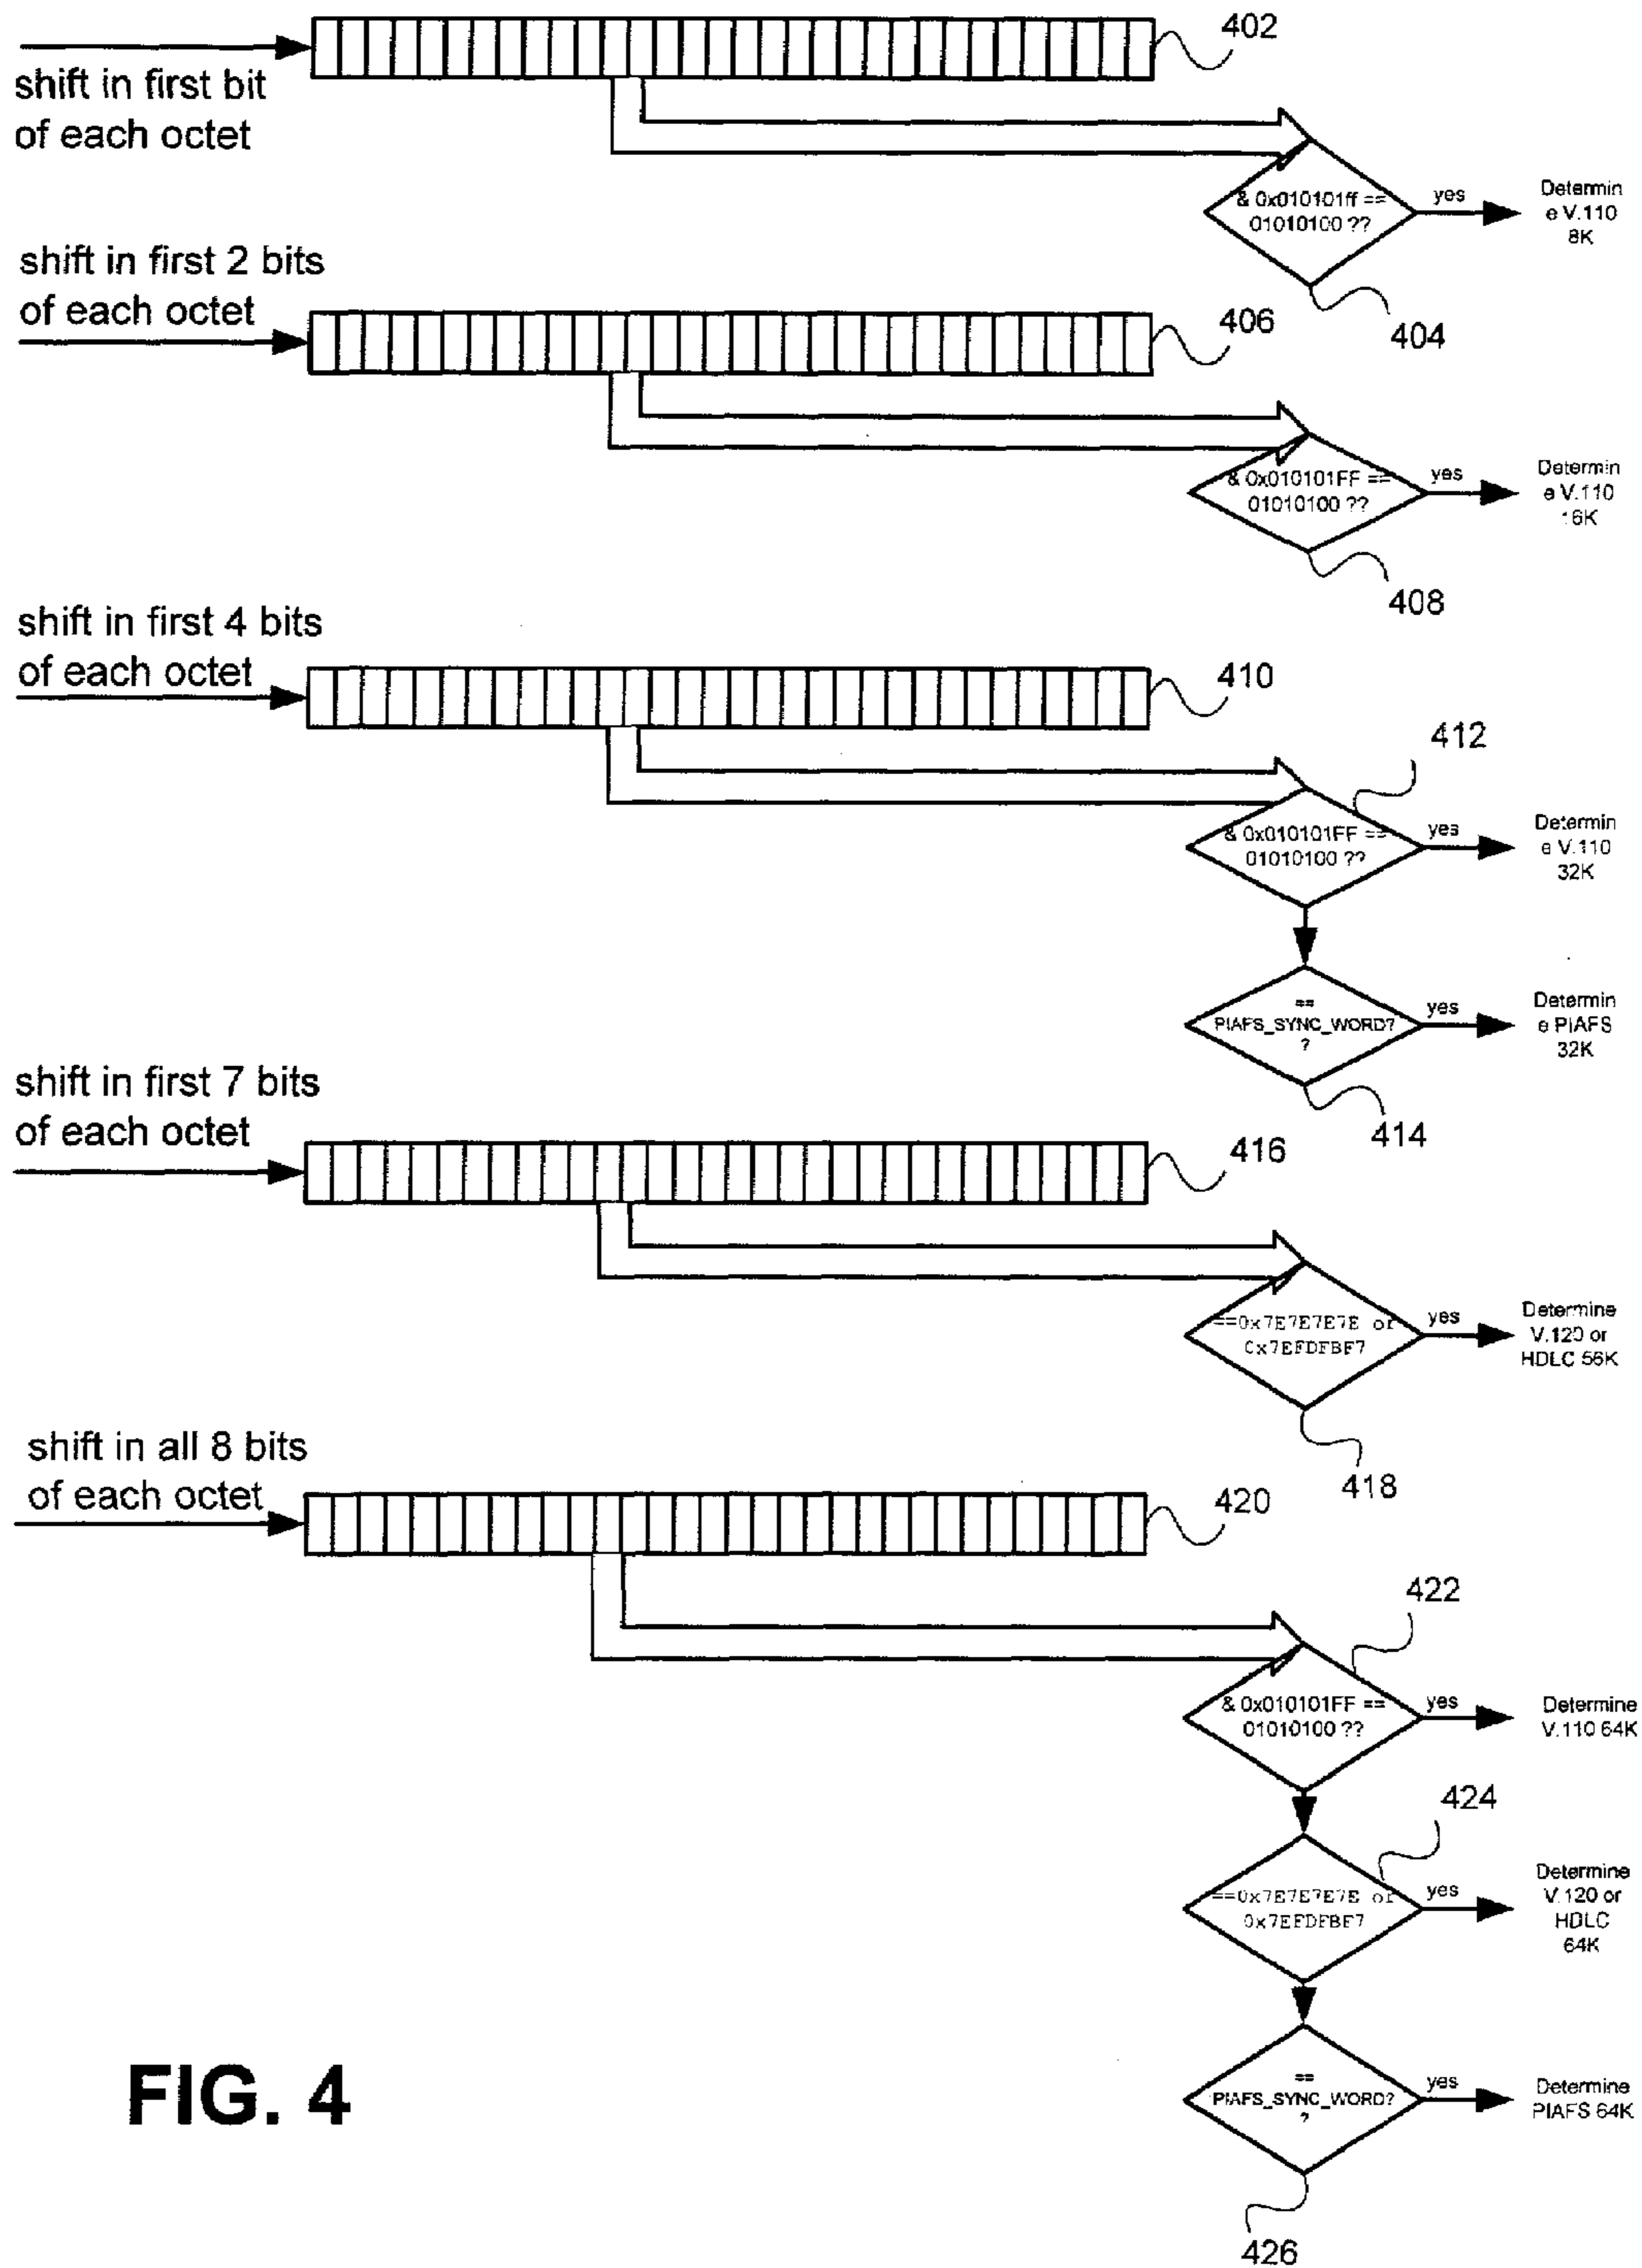 402
shift in first bit
of each octet
& 0x010101ff ==
01010100 ??
yes
Determin
e V.110
8K
404
shift in first 2 bits
of each octet
406
& 0x010101FF ==
01010100 ??
yes
Determin
e V.110
16K
408
shift in first 4 bits
of each octet
410
412
& 0x010101FF ==
01010100 ??
yes
Determin
e V.110
32K
==
PIAFS_SYNC_WORD?
?
yes
Determin
e PIAFS
32K
414
shift in first 7 bits
of each octet
416
==0x7E7E7E7E or
0x7EFDFBF7
yes
Determine
V.120 or
HDLC 56K
418
shift in all 8 bits
of each octet
420
422
& 0x010101FF ==
01010100 ??
yes
Determine
V.110 64K
424
==0x7E7E7E7E or
0x7EFDFBF7
yes
Determine
V.120 or
HDLC
64K
==
PIAFS_SYNC_WORD?
?
yes
Determine
PIAFS 64K
426
FIG. 4